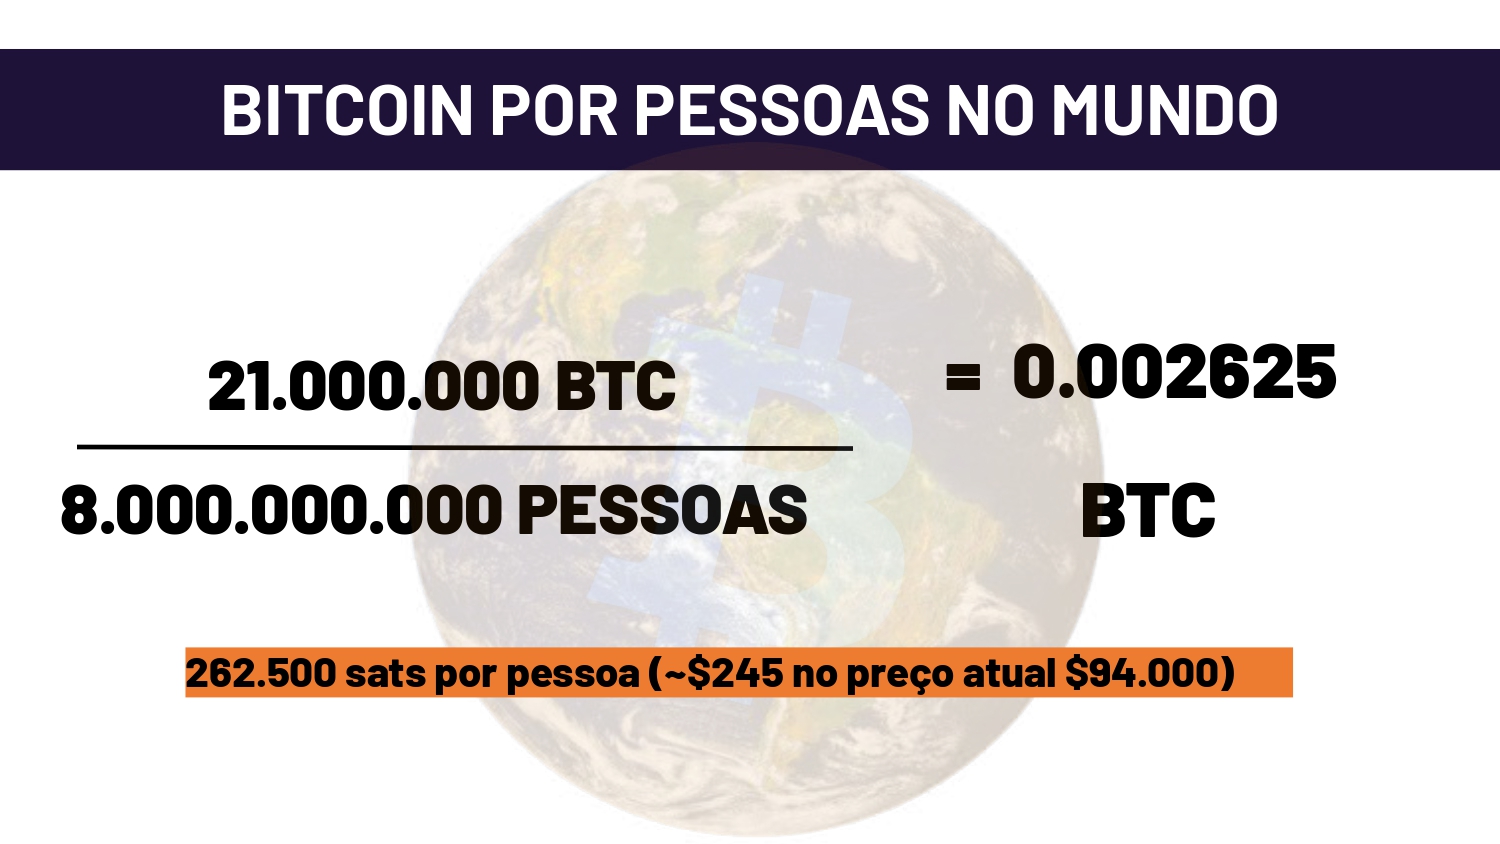 BITCOIN POR PESSOAS NO MUNDO
21.000.000 BTC
8.000.000.000 PESSOAS
= 0.002625
BTC
262.500 sats por pessoa (~$245 no preço atual $94.000)